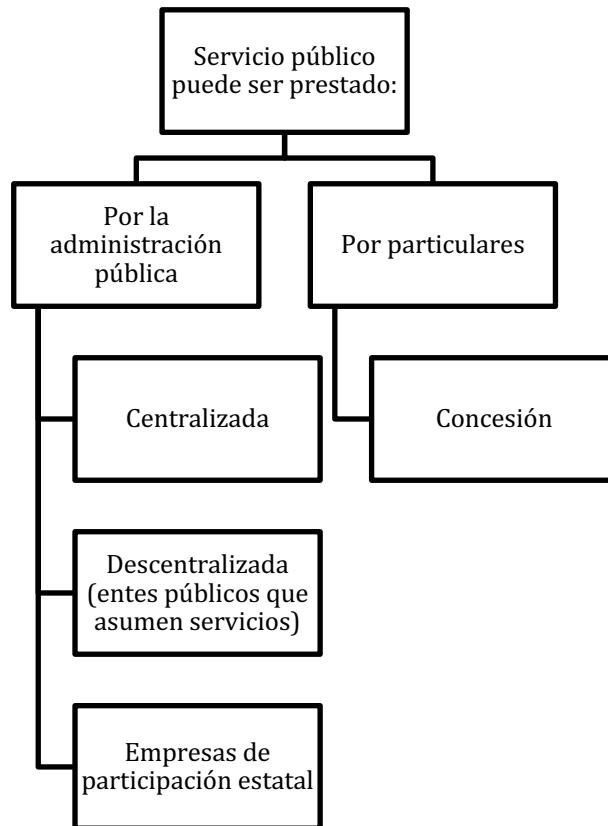 Servicio público
puede ser prestado:
Por la
administración
pública
Por particulares
Centralizada
Concesión
Descentralizada
(entes públicos que
asumen servicios)
Empresas de
participación estatal